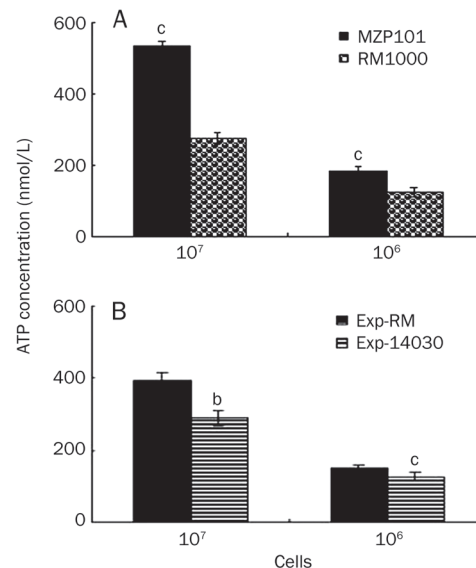 A
MZP101
RM1000
600
400
200
0
c
c
10⁷
10⁶
ATP concentration (nmol/L)
B
Exp-RM
Exp-14030
600
400
200
0
b
c
10⁷
10⁶
Cells